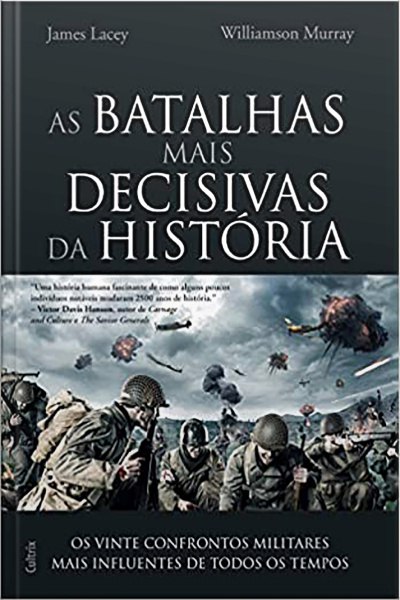 James Lacey
Williamson Murray
AS BATALHAS
MAIS
DECISIVAS
DA HISTÓRIA
"Uma história humana fascinante de como alguns poucos
indivíduos notáveis mudaram 2500 anos de história."
– Victor Davis Hanson, autor de Carnage
and Culture e The Savior Generals
Cultrix
OS VINTE CONFRONTOS MILITARES
MAIS INFLUENTES DE TODOS OS TEMPOS